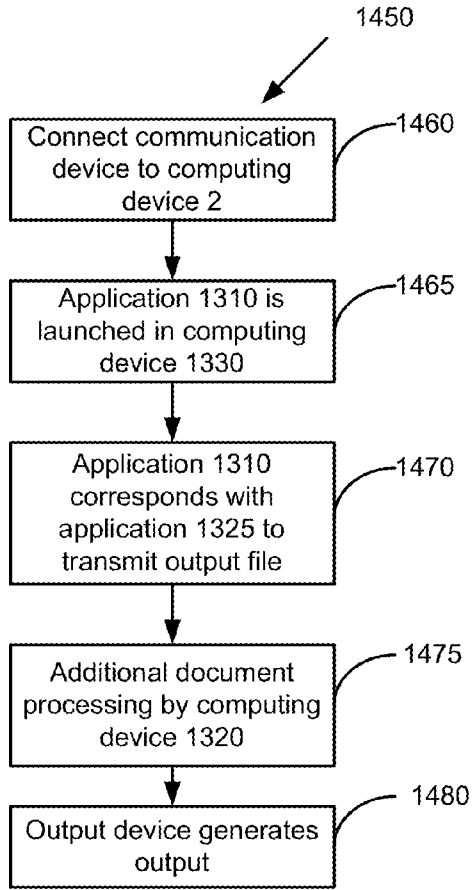 1450
1460
Connect communication
device to computing
device 2
1465
Application 1310 is
launched in computing
device 1330
1470
Application 1310
corresponds with
application 1325 to
transmit output file
1475
Additional document
processing by computing
device 1320
1480
Output device generates
output